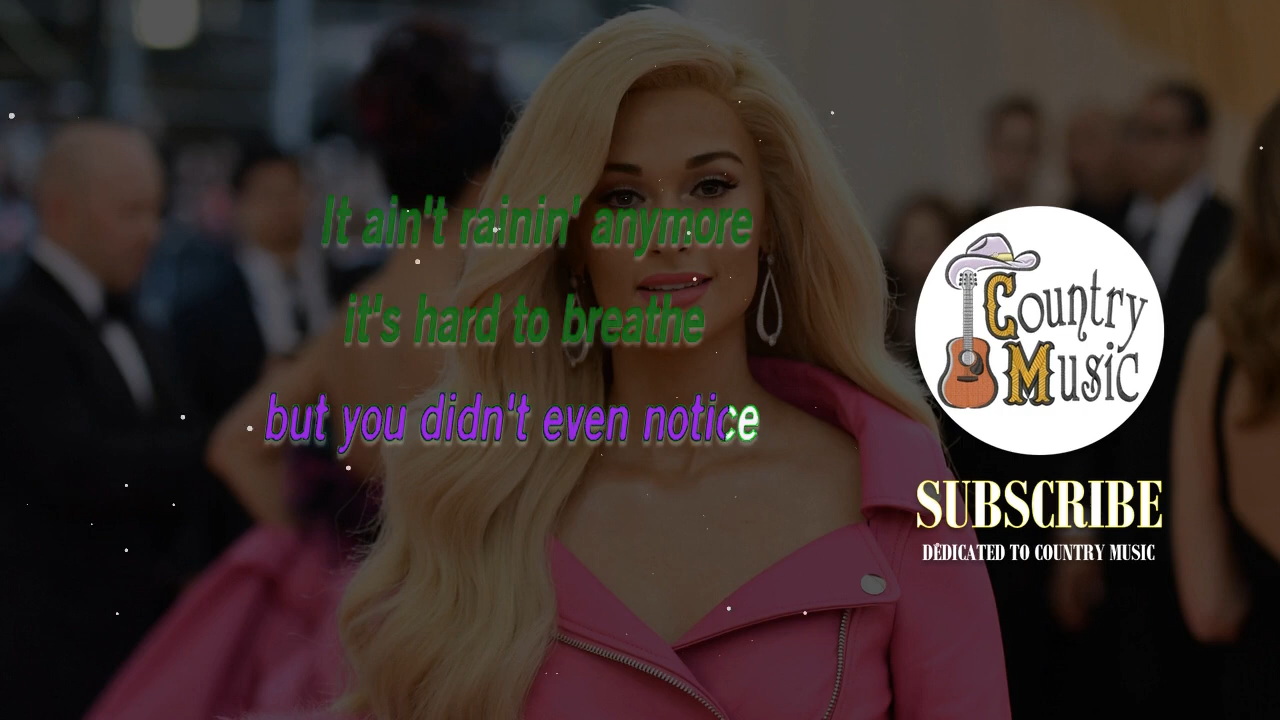 It ain't rainin' anymore
it's hard to breathe
but you didn't even notice
Country
Music
SUBSCRIBE
DEDICATED TO COUNTRY MUSIC